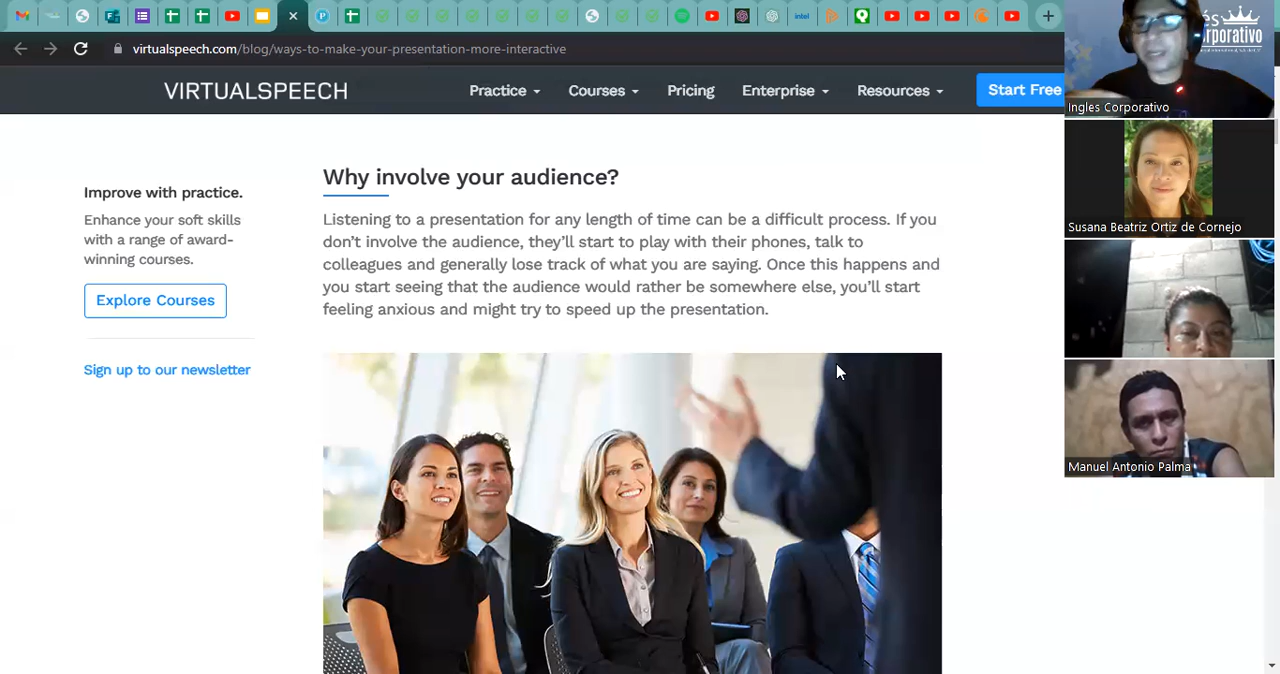 virtualspeech.com/blog/ways-to-make-your-presentation-more-interactive
VIRTUALSPEECH
Practice
Courses
Pricing
Enterprise
Resources
Start Free
Improve with practice.
Enhance your soft skills
with a range of award-
winning courses.
Explore Courses
Sign up to our newsletter
Why involve your audience?
Listening to a presentation for any length of time can be a difficult process. If you
don’t involve the audience, they’ll start to play with their phones, talk to
colleagues and generally lose track of what you are saying. Once this happens and
you start seeing that the audience would rather be somewhere else, you’ll start
feeling anxious and might try to speed up the presentation.
Ingles Corporativo
Susana Beatriz Ortiz de Cornejo
Manuel Antonio Palma
intel